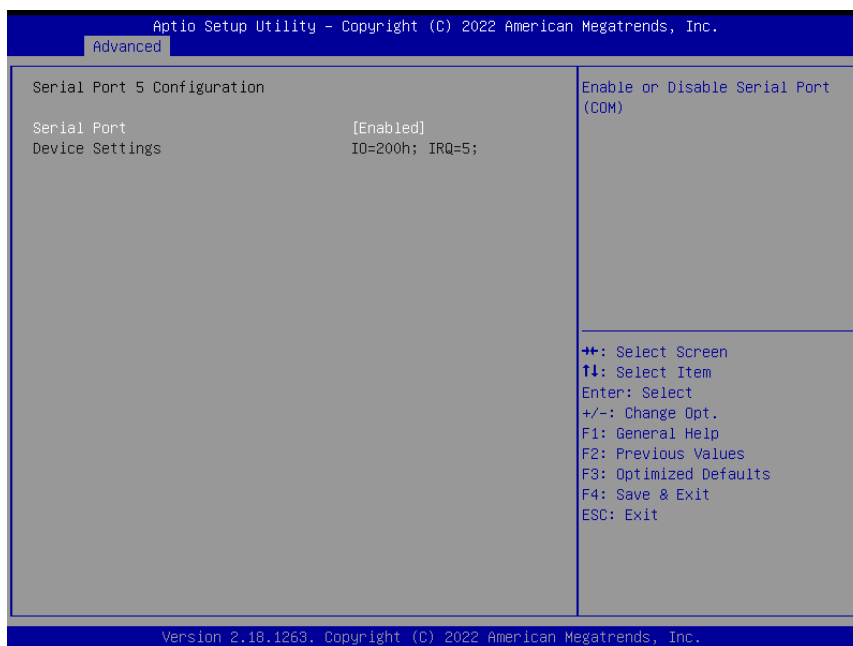 Aptio Setup Utility – Copyright (C) 2022 American Megatrends, Inc.
Advanced
Serial Port 5 Configuration
Serial Port [Enabled]
Device Settings IO=200h; IRQ=5;
Enable or Disable Serial Port
(COM)
→←: Select Screen
↑↓: Select Item
Enter: Select
+/-: Change Opt.
F1: General Help
F2: Previous Values
F3: Optimized Defaults
F4: Save & Exit
ESC: Exit
Version 2.18.1263. Copyright (C) 2022 American Megatrends, Inc.